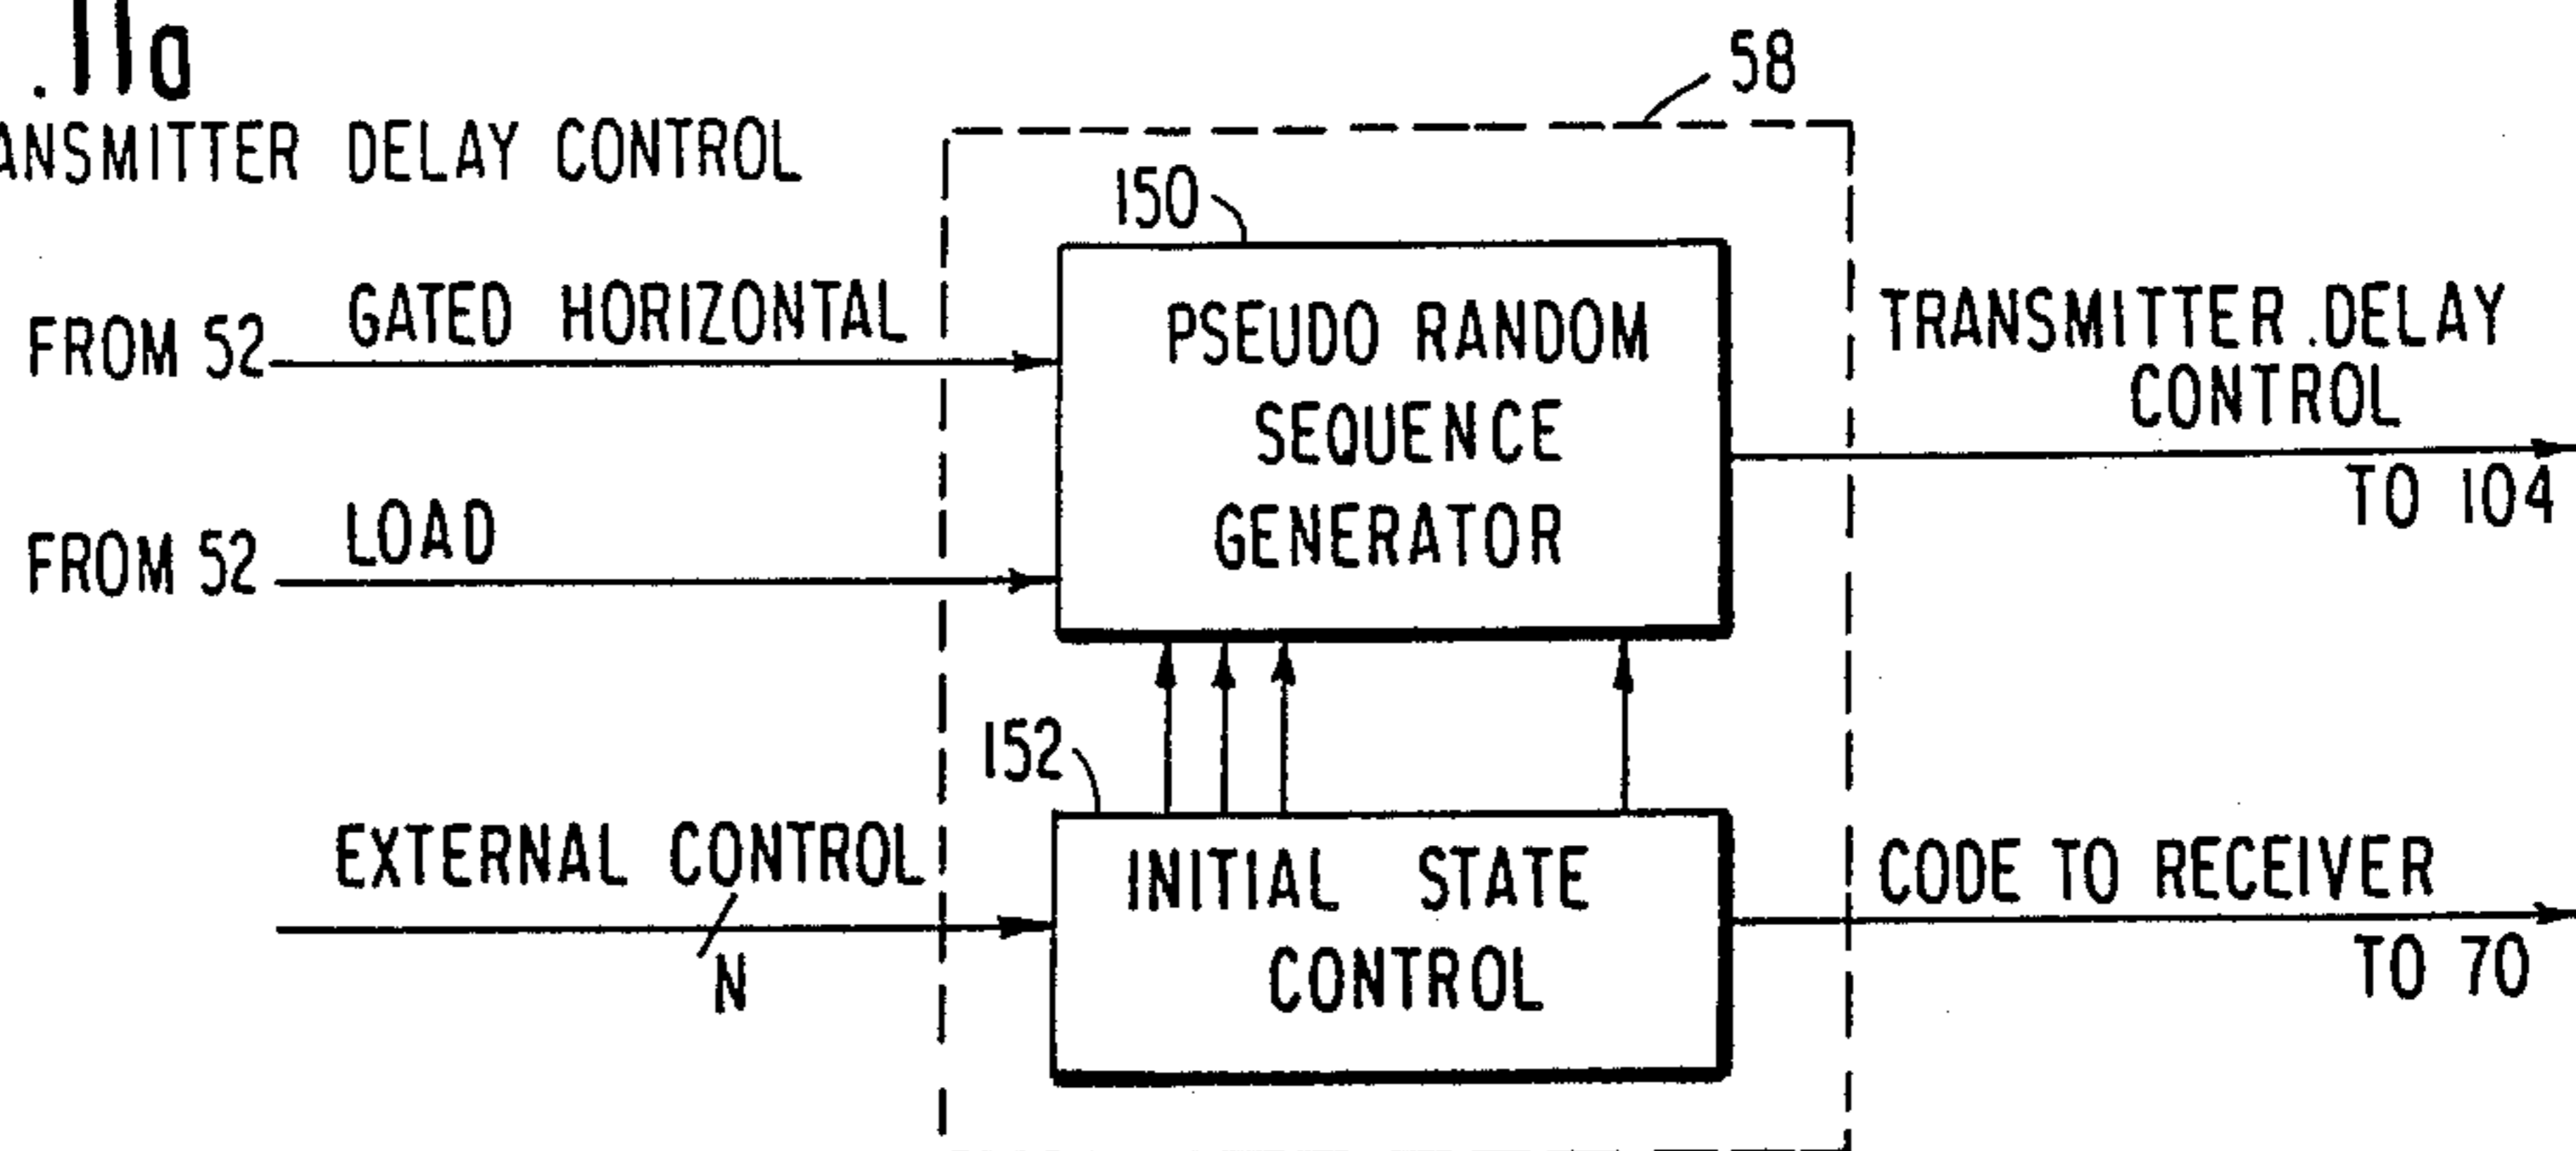 .11a
ANSMITTER DELAY CONTROL
58
150
FROM 52
GATED HORIZONTAL
PSEUDO RANDOM
SEQUENCE
GENERATOR
TRANSMITTER .DELAY
CONTROL
TO 104
FROM 52
LOAD
152
EXTERNAL CONTROL
N
INITIAL STATE
CONTROL
CODE TO RECEIVER
TO 70